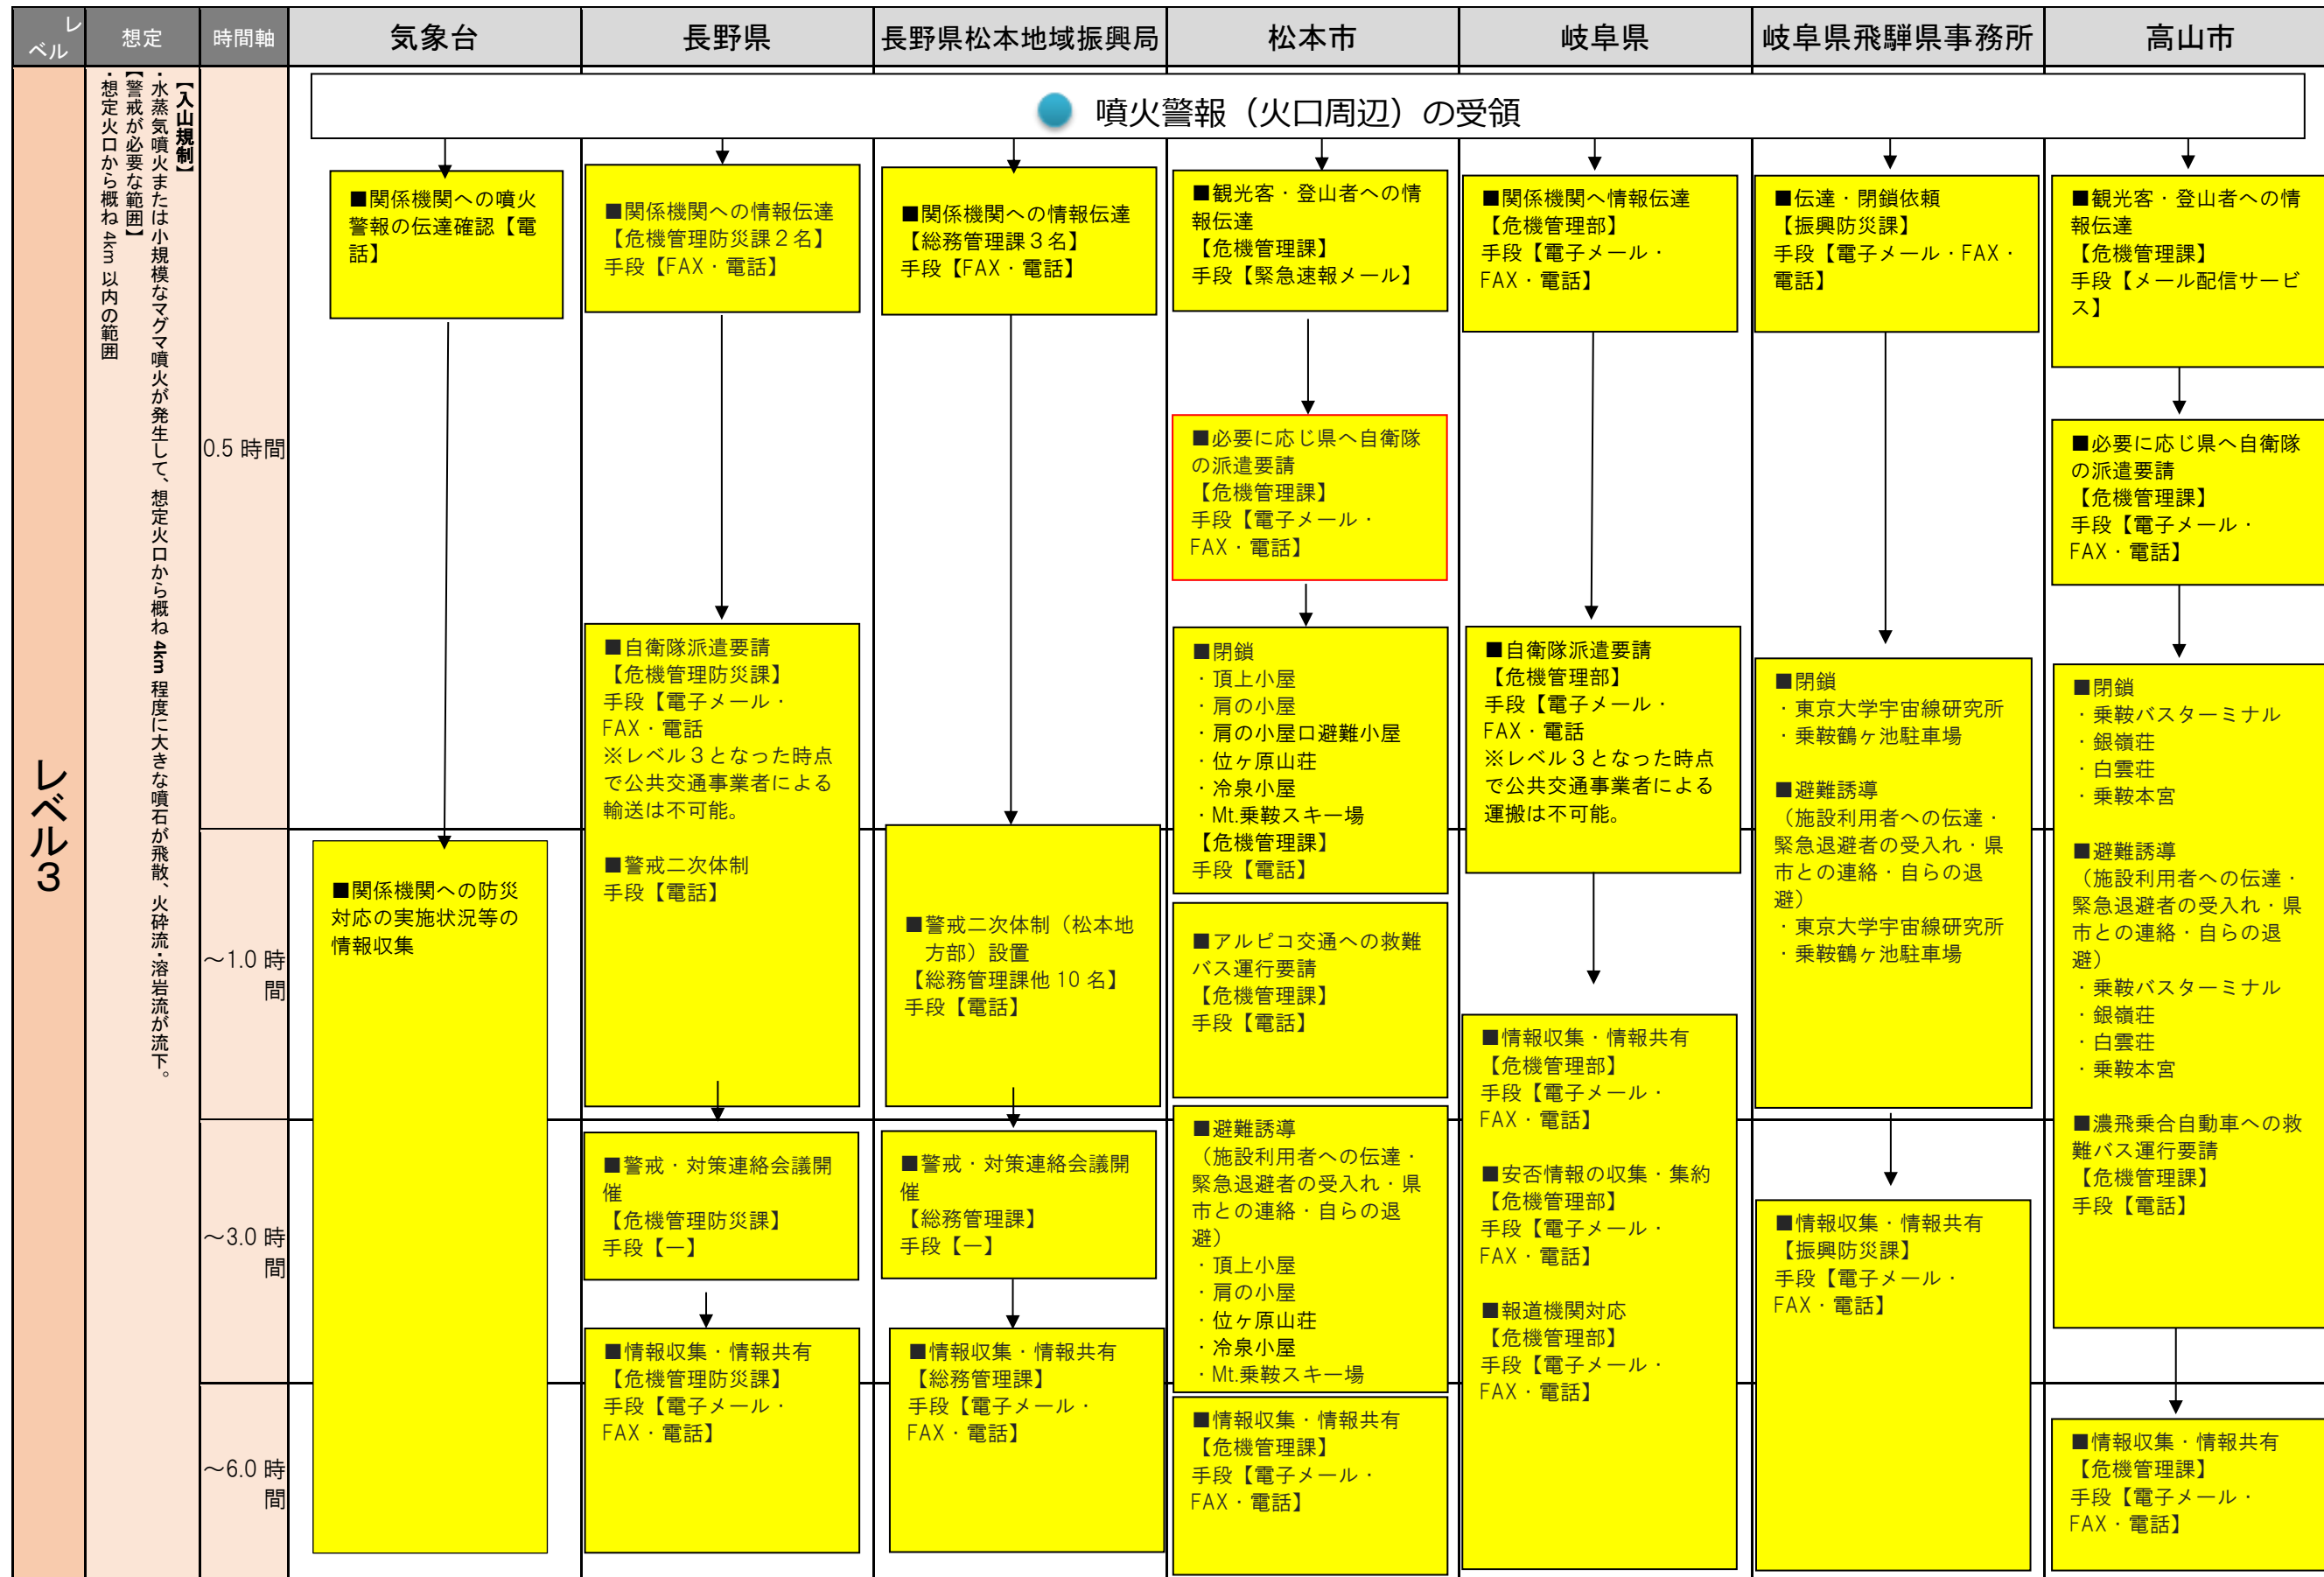 レベル
想定
時間軸
気象台
長野県
長野県松本地域振興局
松本市
岐阜県
岐阜県飛騨県事務所
高山市
レベル3
【入山規制】
・水蒸気噴火または小規模なマグマ噴火が発生して、想定火口から概ね4km程度に大きな噴石が飛散、火砕流・溶岩流が流下。
【警戒が必要な範囲】
・想定火口から概ね4km以内の範囲
0.5 時間
～1.0 時
間
～3.0 時
間
～6.0 時
間
噴火警報（火口周辺）の受領
■関係機関への噴火
警報の伝達確認【電
話】
■関係機関への防災
対応の実施状況等の
情報収集
■関係機関への情報伝達
【危機管理防災課２名】
手段【FAX・電話】
■自衛隊派遣要請
【危機管理防災課】
手段【電子メール・
FAX・電話
※レベル３となった時点
で公共交通事業者による
輸送は不可能。
■警戒二次体制
手段【電話】
■警戒・対策連絡会議開
催
【危機管理防災課】
手段【―】
■情報収集・情報共有
【危機管理防災課】
手段【電子メール・
FAX・電話】
■関係機関への情報伝達
【総務管理課３名】
手段【FAX・電話】
■警戒二次体制（松本地
方部）設置
【総務管理課他 10 名】
手段【電話】
■警戒・対策連絡会議開
催
【総務管理課】
手段【―】
■情報収集・情報共有
【総務管理課】
手段【電子メール・
FAX・電話】
■観光客・登山者への情
報伝達
【危機管理課】
手段【緊急速報メール】
■必要に応じ県へ自衛隊
の派遣要請
【危機管理課】
手段【電子メール・
FAX・電話】
■閉鎖
・頂上小屋
・肩の小屋
・肩の小屋口避難小屋
・位ヶ原山荘
・冷泉小屋
・Mt.乗鞍スキー場
【危機管理課】
手段【電話】
■アルピコ交通への救難
バス運行要請
【危機管理課】
手段【電話】
■避難誘導
（施設利用者への伝達・
緊急退避者の受入れ・県
市との連絡・自らの退
避）
・頂上小屋
・肩の小屋
・位ヶ原山荘
・冷泉小屋
・Mt.乗鞍スキー場
■情報収集・情報共有
【危機管理課】
手段【電子メール・
FAX・電話】
■関係機関へ情報伝達
【危機管理部】
手段【電子メール・
FAX・電話】
■自衛隊派遣要請
【危機管理部】
手段【電子メール・
FAX・電話
※レベル３となった時点
で公共交通事業者による
運搬は不可能。
■情報収集・情報共有
【危機管理部】
手段【電子メール・
FAX・電話】
■安否情報の収集・集約
【危機管理部】
手段【電子メール・
FAX・電話】
■報道機関対応
【危機管理部】
手段【電子メール・
FAX・電話】
■伝達・閉鎖依頼
【振興防災課】
手段【電子メール・FAX・
電話】
■閉鎖
・東京大学宇宙線研究所
・乗鞍鶴ヶ池駐車場
■避難誘導
（施設利用者への伝達・
緊急退避者の受入れ・県
市との連絡・自らの退
避）
・東京大学宇宙線研究所
・乗鞍鶴ヶ池駐車場
■情報収集・情報共有
【振興防災課】
手段【電子メール・
FAX・電話】
■観光客・登山者への情
報伝達
【危機管理課】
手段【メール配信サービ
ス】
■必要に応じ県へ自衛隊
の派遣要請
【危機管理課】
手段【電子メール・
FAX・電話】
■閉鎖
・乗鞍バスターミナル
・銀嶺荘
・白雲荘
・乗鞍本宮
■避難誘導
（施設利用者への伝達・
緊急退避者の受入れ・県
市との連絡・自らの退
避）
・乗鞍バスターミナル
・銀嶺荘
・白雲荘
・乗鞍本宮
■濃飛乗合自動車への救
難バス運行要請
【危機管理課】
手段【電話】
■情報収集・情報共有
【危機管理課】
手段【電子メール・
FAX・電話】